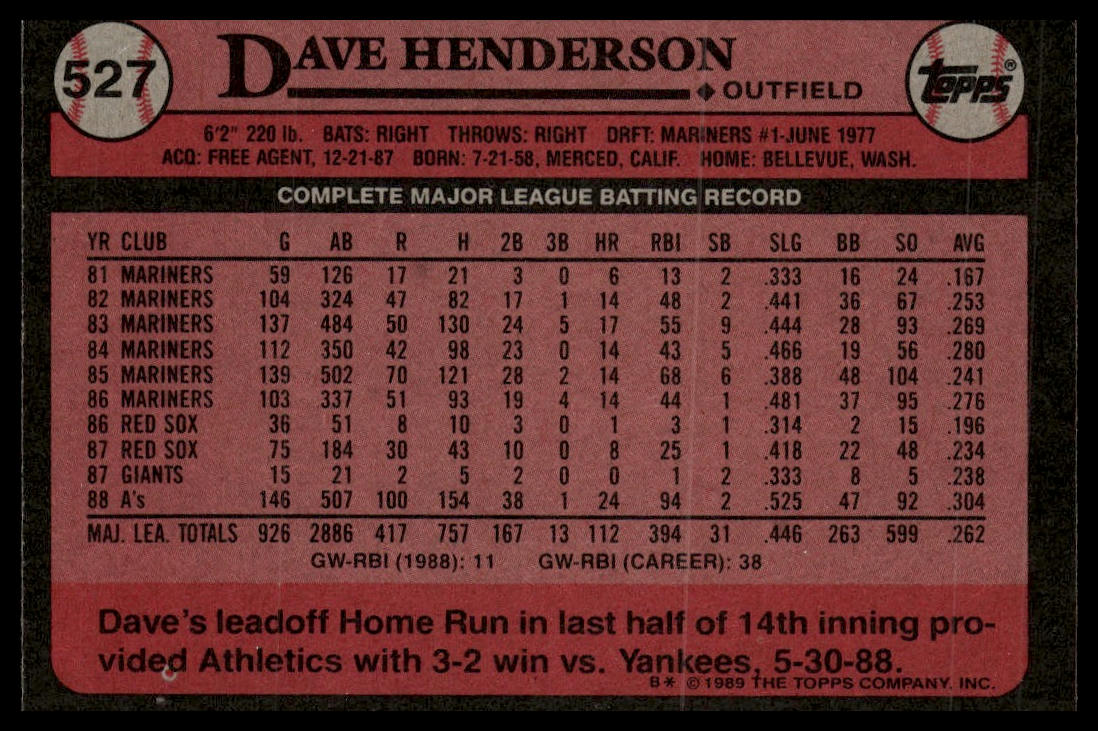 527
DAVE HENDERSON
OUTFIELD
TOPPS®
6'2" 220 lb. BATS: RIGHT THROWS: RIGHT DRFT: MARINERS #1-JUNE 1977
ACQ: FREE AGENT, 12-21-87 BORN: 7-21-58, MERCED, CALIF. HOME: BELLEVUE, WASH.
COMPLETE MAJOR LEAGUE BATTING RECORD
YR CLUB G AB R H 2B 3B HR RBI SB SLG BB SO AVG
81 MARINERS 59 126 17 21 3 0 6 13 2 .333 16 24 .167
82 MARINERS 104 324 47 82 17 1 14 48 2 .441 36 67 .253
83 MARINERS 137 484 50 130 24 5 17 55 9 .444 28 93 .269
84 MARINERS 112 350 42 98 23 0 14 43 5 .466 19 56 .280
85 MARINERS 139 502 70 121 28 2 14 68 6 .388 48 104 .241
86 MARINERS 103 337 51 93 19 4 14 44 1 .481 37 95 .276
86 RED SOX 36 51 8 10 3 0 1 3 1 .314 2 15 .196
87 RED SOX 75 184 30 43 10 0 8 25 1 .418 22 48 .234
87 GIANTS 15 21 2 5 2 0 0 1 2 .333 8 5 .238
88 A's 146 507 100 154 38 1 24 94 2 .525 47 92 .304
MAJ. LEA. TOTALS 926 2886 417 757 167 13 112 394 31 .446 263 599 .262
GW-RBI (1988): 11 GW-RBI (CAREER): 38
Dave's leadoff Home Run in last half of 14th inning pro-
vided Athletics with 3-2 win vs. Yankees, 5-30-88.
B* © 1989 THE TOPPS COMPANY, INC.